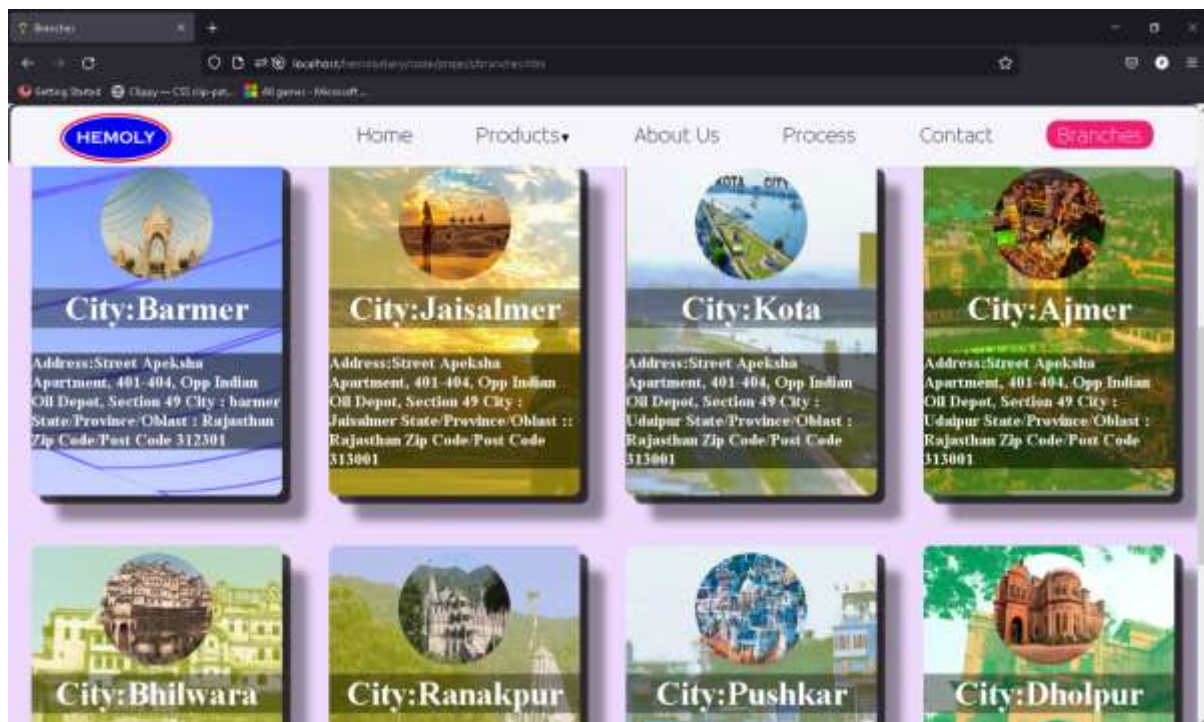 Branches
localhost/
Getting Started Clippy — CSS clip-pat... All games - Microsoft...
HEMOLY Home Products▾ About Us Process Contact Branches
KOTA CITY
City:Barmer
Address:Street Apeksha
Apartment, 401-404, Opp Indian
Oil Depot, Section 49 City : barmer
State/Province/Oblast : Rajasthan
Zip Code/Post Code 312301
City:Jaisalmer
Address:Street Apeksha
Apartment, 401-404, Opp Indian
Oil Depot, Section 49 City :
Jaisalmer State/Province/Oblast ::
Rajasthan Zip Code/Post Code
313001
City:Kota
Address:Street Apeksha
Apartment, 401-404, Opp Indian
Oil Depot, Section 49 City :
Udaipur State/Province/Oblast :
Rajasthan Zip Code/Post Code
313001
City:Ajmer
Address:Street Apeksha
Apartment, 401-404, Opp Indian
Oil Depot, Section 49 City :
Udaipur State/Province/Oblast :
Rajasthan Zip Code/Post Code
313001
City:Bhilwara
City:Ranakpur
City:Pushkar
City:Dholpur